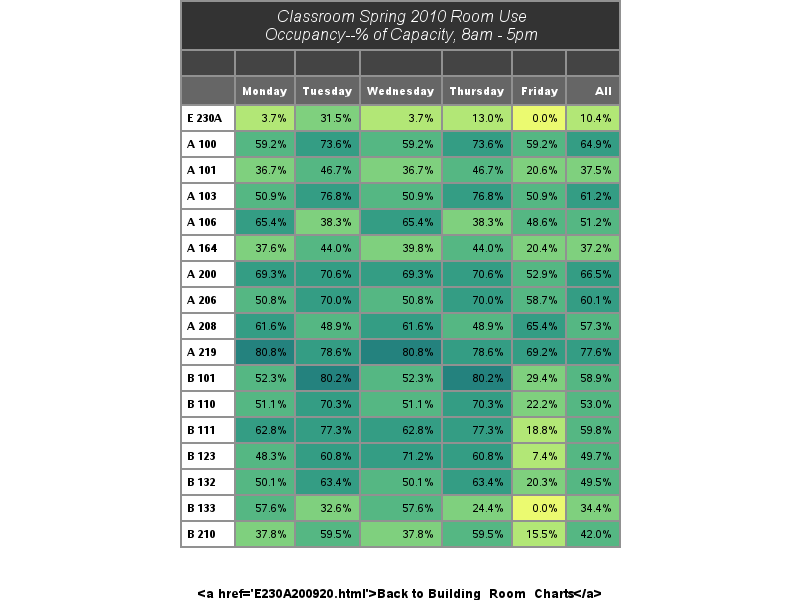 Classroom Spring 2010 Room Use
Occupancy--% of Capacity, 8am - 5pm
Monday Tuesday Wednesday Thursday Friday All
E 230A 3.7% 31.5% 3.7% 13.0% 0.0% 10.4%
A 100 59.2% 73.6% 59.2% 73.6% 59.2% 64.9%
A 101 36.7% 46.7% 36.7% 46.7% 20.6% 37.5%
A 103 50.9% 76.8% 50.9% 76.8% 50.9% 61.2%
A 106 65.4% 38.3% 65.4% 38.3% 48.6% 51.2%
A 164 37.6% 44.0% 39.8% 44.0% 20.4% 37.2%
A 200 69.3% 70.6% 69.3% 70.6% 52.9% 66.5%
A 206 50.8% 70.0% 50.8% 70.0% 58.7% 60.1%
A 208 61.6% 48.9% 61.6% 48.9% 65.4% 57.3%
A 219 80.8% 78.6% 80.8% 78.6% 69.2% 77.6%
B 101 52.3% 80.2% 52.3% 80.2% 29.4% 58.9%
B 110 51.1% 70.3% 51.1% 70.3% 22.2% 53.0%
B 111 62.8% 77.3% 62.8% 77.3% 18.8% 59.8%
B 123 48.3% 60.8% 71.2% 60.8% 7.4% 49.7%
B 132 50.1% 63.4% 50.1% 63.4% 20.3% 49.5%
B 133 57.6% 32.6% 57.6% 24.4% 0.0% 34.4%
B 210 37.8% 59.5% 37.8% 59.5% 15.5% 42.0%
<a href='E230A200920.html'>Back to Building  Room  Charts</a>